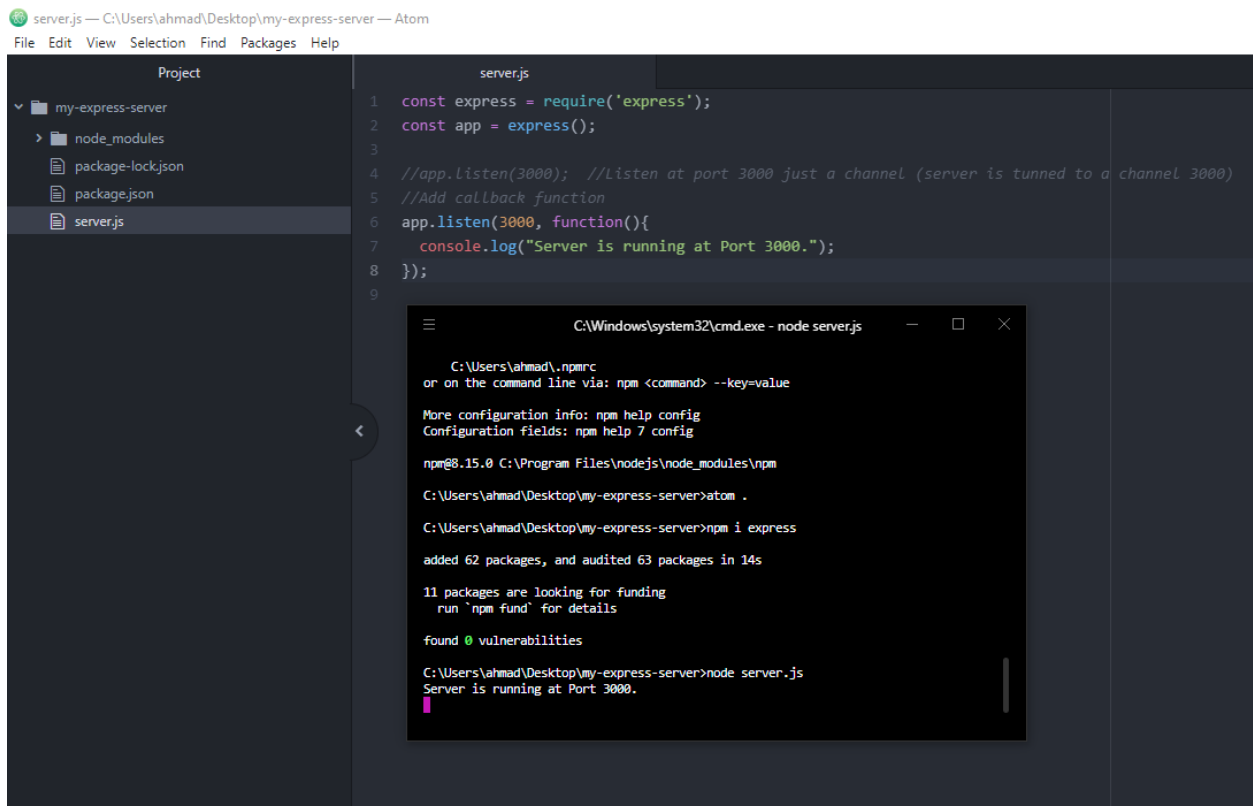 server.js — C:\Users\ahmad\Desktop\my-express-server — Atom
File Edit View Selection Find Packages Help
Project
my-express-server
node_modules
package-lock.json
package.json
server.js
server.js
1 const express = require('express');
2 const app = express();
3
4 //app.listen(3000); //Listen at port 3000 just a channel (server is tunned to a channel 3000)
5 //Add callback function
6 app.listen(3000, function(){
7 console.log("Server is running at Port 3000.");
8 });
9
C:\Windows\system32\cmd.exe - node server.js
C:\Users\ahmad\.npmrc
or on the command line via: npm <command> --key=value
More configuration info: npm help config
Configuration fields: npm help 7 config
npm@8.15.0 C:\Program Files\nodejs\node_modules\npm
C:\Users\ahmad\Desktop\my-express-server>atom .
C:\Users\ahmad\Desktop\my-express-server>npm i express
added 62 packages, and audited 63 packages in 14s
11 packages are looking for funding
run `npm fund` for details
found 0 vulnerabilities
C:\Users\ahmad\Desktop\my-express-server>node server.js
Server is running at Port 3000.